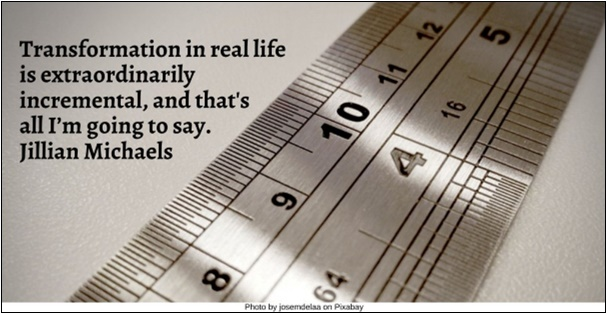 Transformation in real life
is extraordinarily
incremental, and that's
all I'm going to say.
Jillian Michaels
12
5
11
16
10
4
9
8
64
Photo by josemdelaa on Pixabay